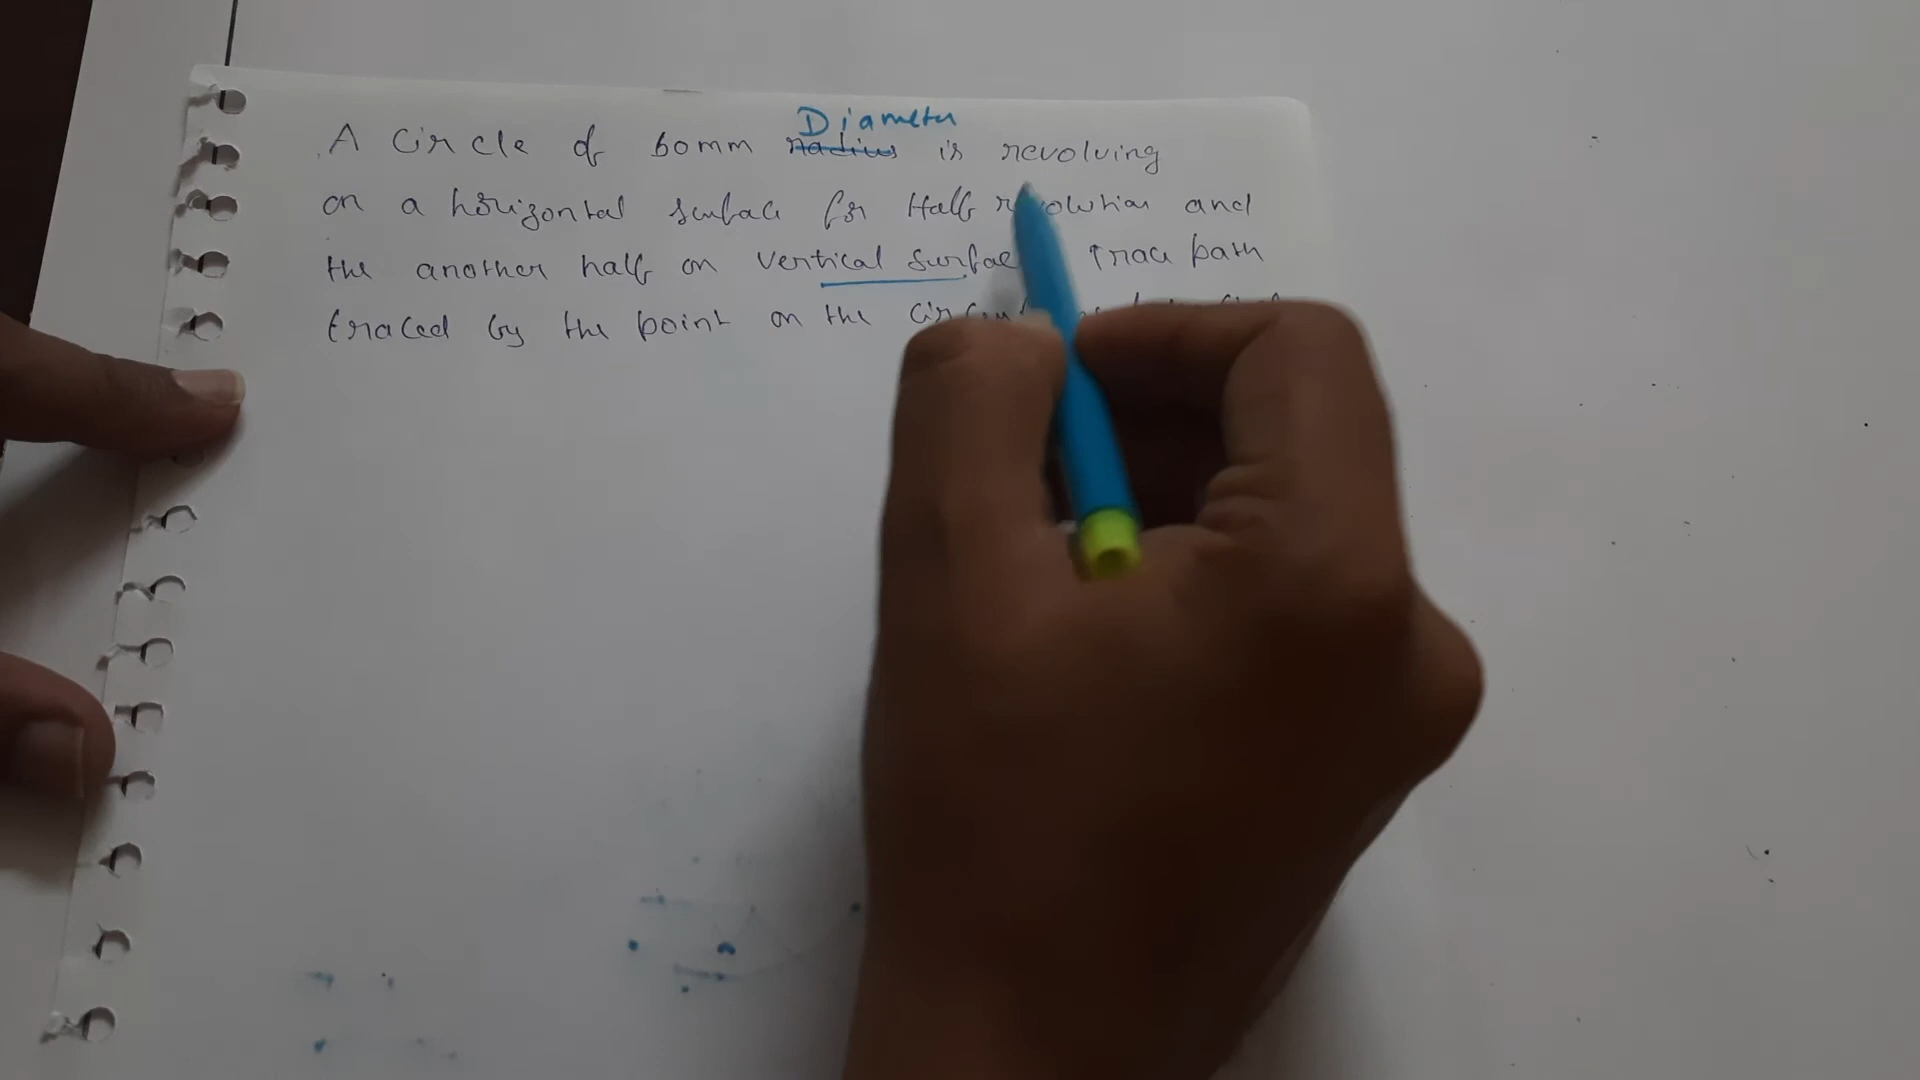 Diameter
A Circle of 60mm radius is revolving
on a horizontal surface for Half revolution and
the another half on vertical surface Trace path
traced by the point on the